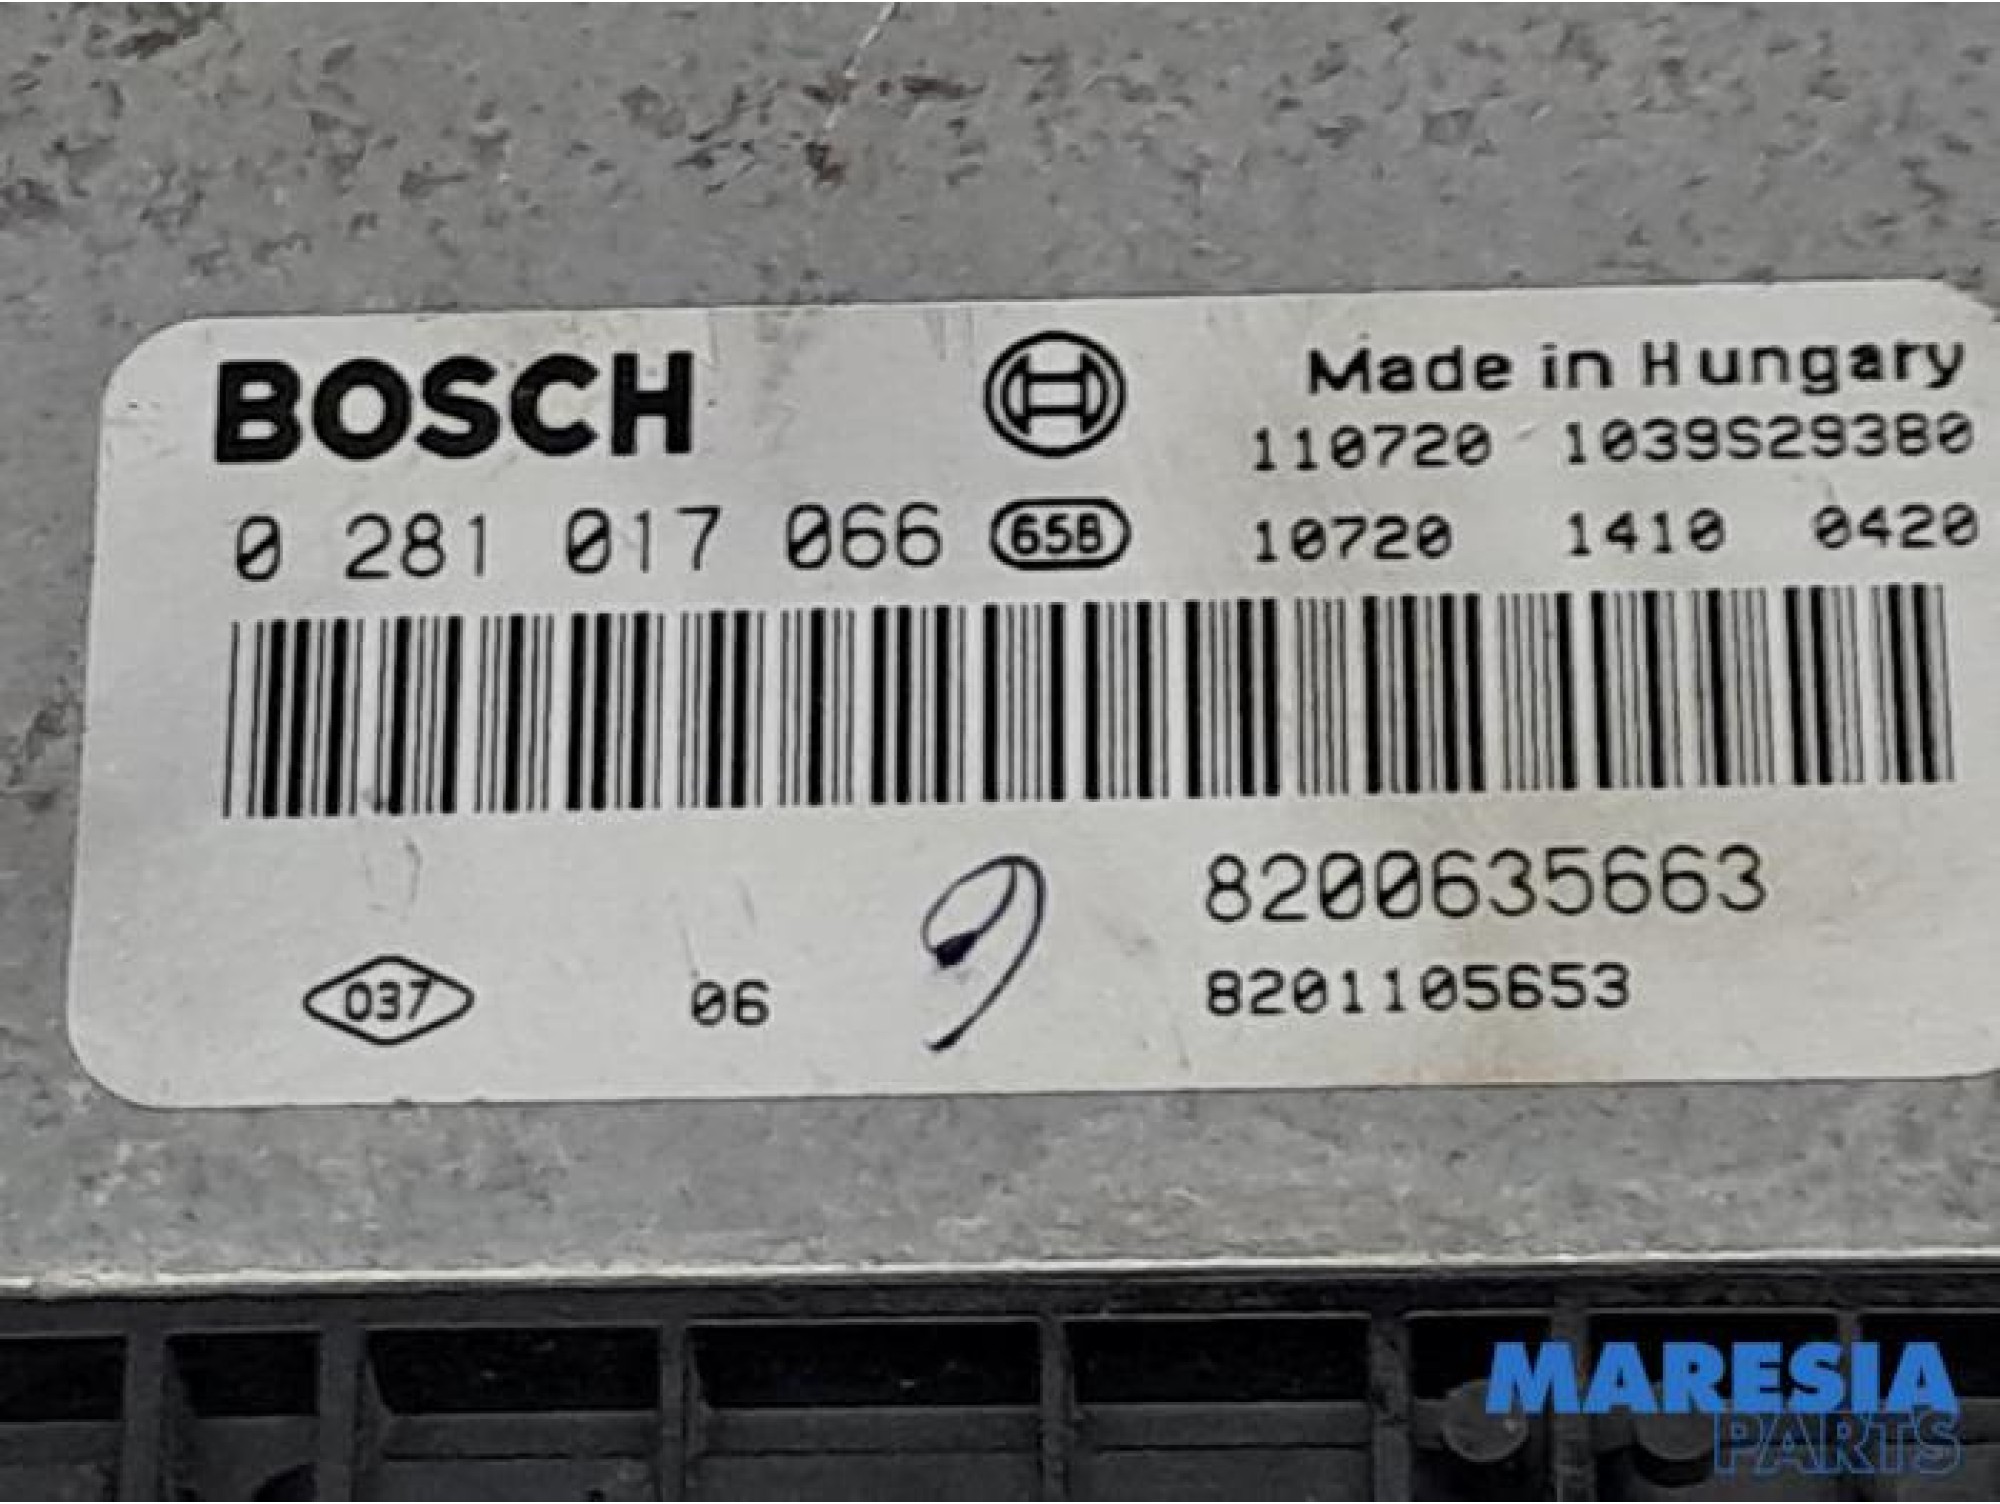 BOSCH
Made in Hungary
110720 1039S29380
0 281 017 066 65B
10720 1410 0420
8200635663
037 06 8201105653
MARESIA
PARTS